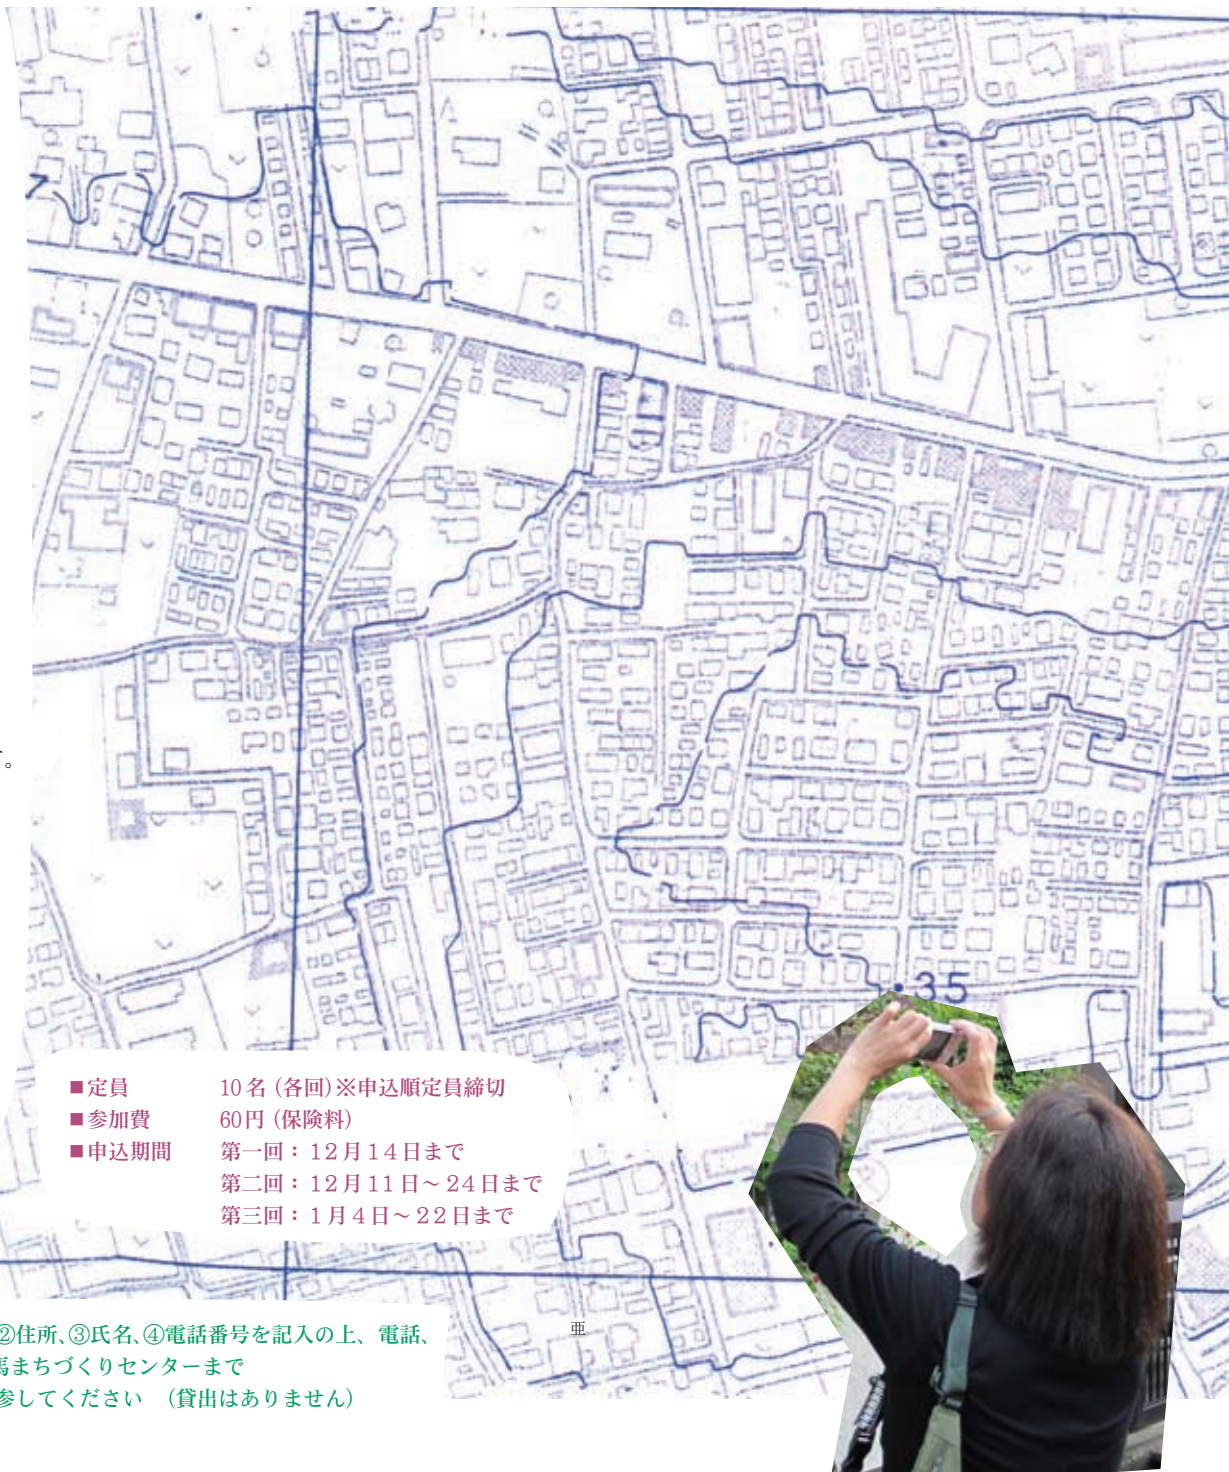 す。
・35
■定員 10名（各回）※申込順定員締切
■参加費 60円（保険料）
■申込期間 第一回：12月14日まで
第二回：12月11日～24日まで
第三回：1月4日～22日まで
亜
②住所、③氏名、④電話番号を記入の上、電話、
馬まちづくりセンターまで
参してください （貸出はありません）